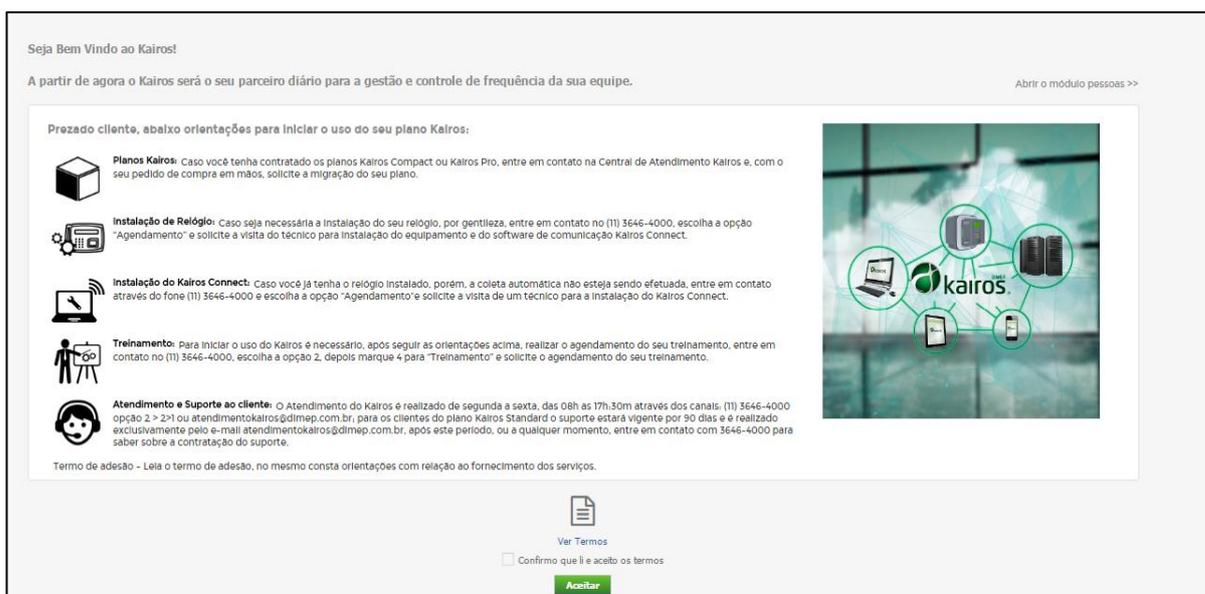 Seja Bem Vindo ao Kairos!
A partir de agora o Kairos será o seu parceiro diário para a gestão e controle de frequência da sua equipe.
Abrir o módulo pessoas >>
Prezado cliente, abaixo orientações para iniciar o uso do seu plano Kairos:
Planos Kairos: Caso você tenha contratado os planos Kairos Compact ou Kairos Pro, entre em contato na Central de Atendimento Kairos e, com o
seu pedido de compra em mãos, solicite a migração do seu plano.
Instalação de Relógio: Caso seja necessária a instalação do seu relógio, por gentileza, entre em contato no (11) 3646-4000, escolha a opção
"Agendamento" e solicite a visita do técnico para instalação do equipamento e do software de comunicação Kairos Connect.
Instalação do Kairos Connect: Caso você já tenha o relógio instalado, porém, a coleta automática não esteja sendo efetuada, entre em contato
através do fone (11) 3646-4000 e escolha a opção "Agendamento"e solicite a visita de um técnico para a instalação do Kairos Connect.
Treinamento: Para iniciar o uso do Kairos é necessário, após seguir as orientações acima, realizar o agendamento do seu treinamento, entre em
contato no (11) 3646-4000, escolha a opção 2, depois marque 4 para "Treinamento" e solicite o agendamento do seu treinamento.
Atendimento e Suporte ao cliente: O Atendimento do Kairos é realizado de segunda a sexta, das 08h as 17h:30m através dos canais: (11) 3646-4000
opção 2 > 2>1 ou atendimentokairos@dimep.com.br; para os clientes do plano Kairos Standard o suporte estará vigente por 90 dias e é realizado
exclusivamente pelo e-mail atendimentokairos@dimep.com.br, após este período, ou a qualquer momento, entre em contato com 3646-4000 para
saber sobre a contratação do suporte.
Termo de adesão - Leia o termo de adesão, no mesmo consta orientações com relação ao fornecimento dos serviços.
DIMEP
kairos.
Ver Termos
Confirmo que li e aceito os termos
Aceitar